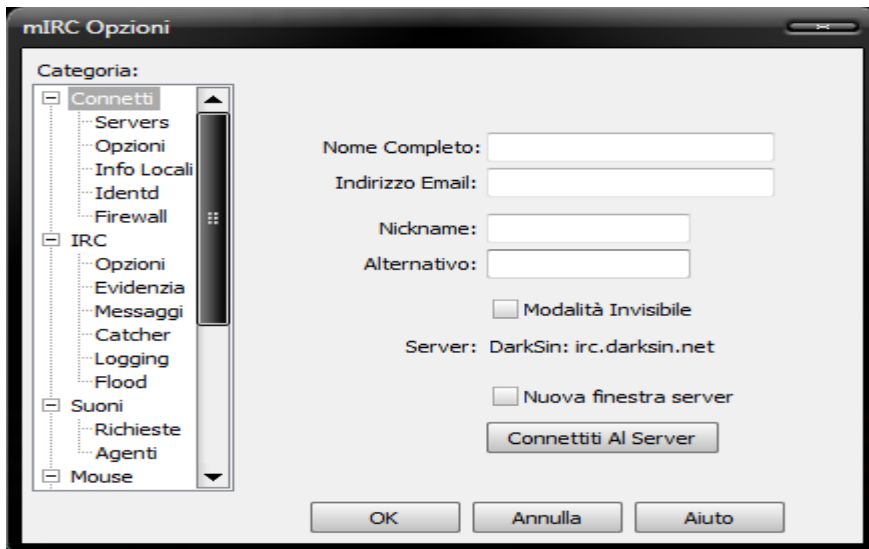 mIRC Opzioni
Categoria:
Connetti
Servers
Opzioni
Info Locali
Identd
Firewall
IRC
Opzioni
Evidenzia
Messaggi
Catcher
Logging
Flood
Suoni
Richieste
Agenti
Mouse
Nome Completo:
Indirizzo Email:
Nickname:
Alternativo:
Modalità Invisibile
Server: DarkSin: irc.darksin.net
Nuova finestra server
Connettiti Al Server
OK Annulla Aiuto